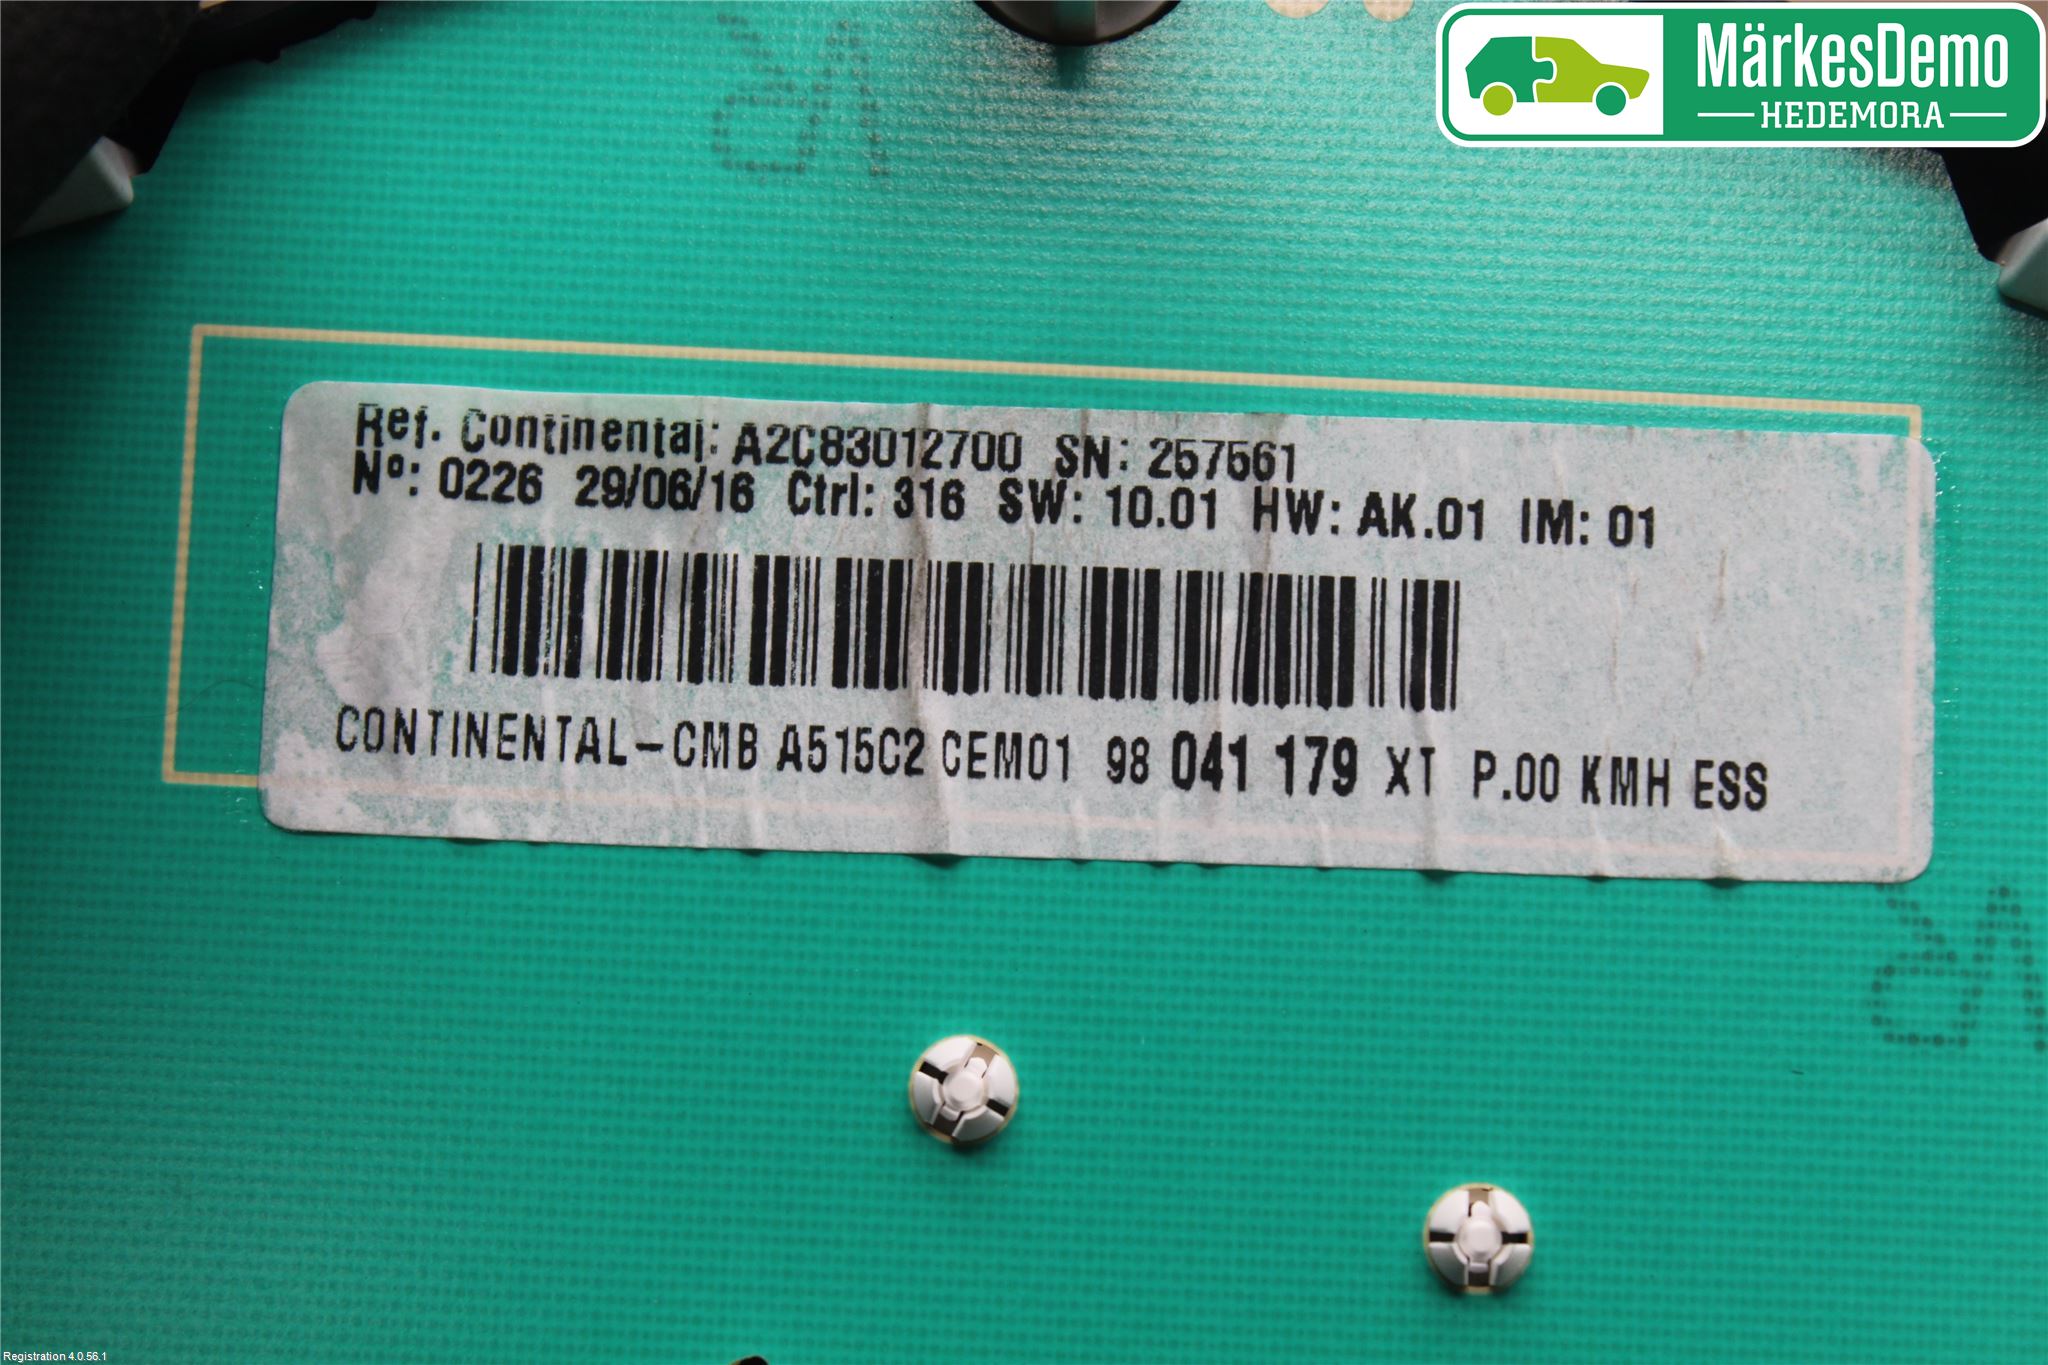 MärkesDemo
HEDEMORA
Ref. Continental: A2C83012700 SN: 257561
Nº: 0226 29/06/16 Ctrl: 316 SW: 10.01 HW: AK.01 IM: 01
CONTINENTAL-CMB A515C2 CEM01 98 041 179 XT P.00 KMH ESS
Registration 4.0.56.1